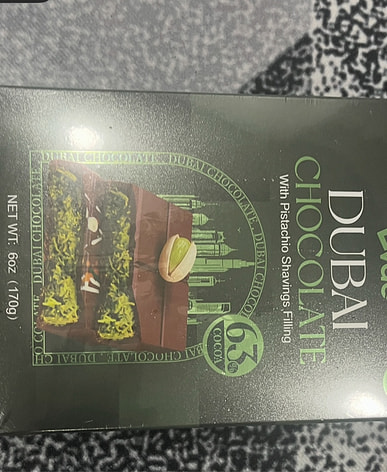 DUBAI
CHOCOLATE
With Pistachio Shavings Filling
63%
COCOA
DUBAI CHOCOLATE . DUBAI CHOCOLATE . DUBAI CHOCOLATE
NET WT. 6oz (170g)